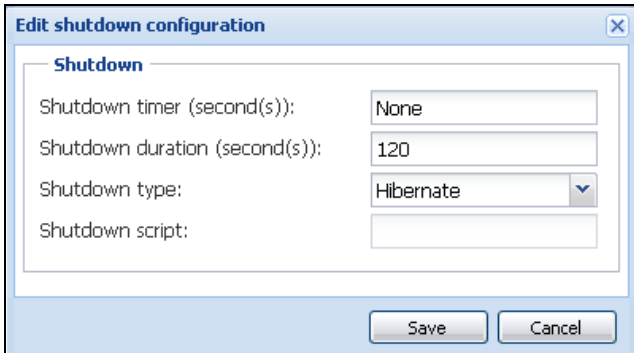 Edit shutdown configuration
Shutdown
Shutdown timer (second(s)): None
Shutdown duration (second(s)): 120
Shutdown type: Hibernate
Shutdown script:
Save Cancel